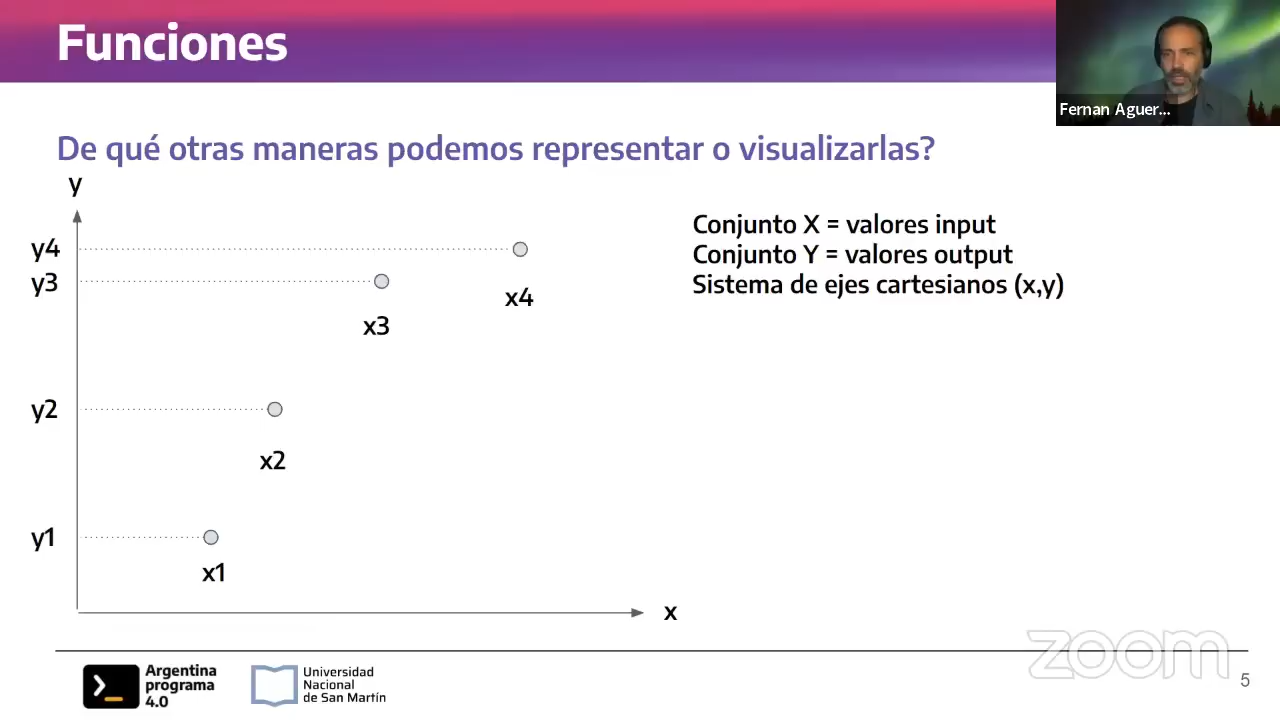 Funciones
Fernan Aguer...
De qué otras maneras podemos representar o visualizarlas?
y
y4
y3
x4
x3
y2
x2
y1
x1
x
Conjunto X = valores input
Conjunto Y = valores output
Sistema de ejes cartesianos (x,y)
Argentina
programa
4.0
Universidad
Nacional
de San Martín
zoom
5